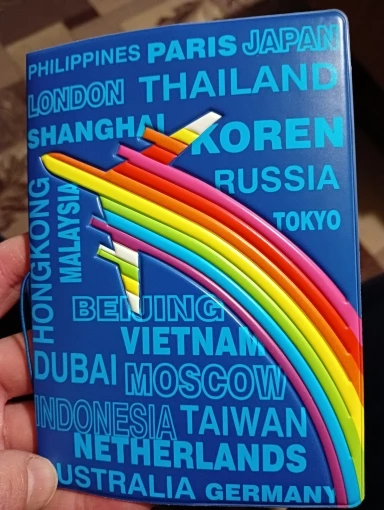 PHILIPPINES PARIS JAPAN
LONDON THAILAND
SHANGHAI KOREN
RUSSIA
HONGKONG MALAYSIA TOKYO
BEIJING
VIETNAM
DUBAI MOSCOW
INDONESIA TAIWAN
NETHERLANDS
USTRALIA GERMANY